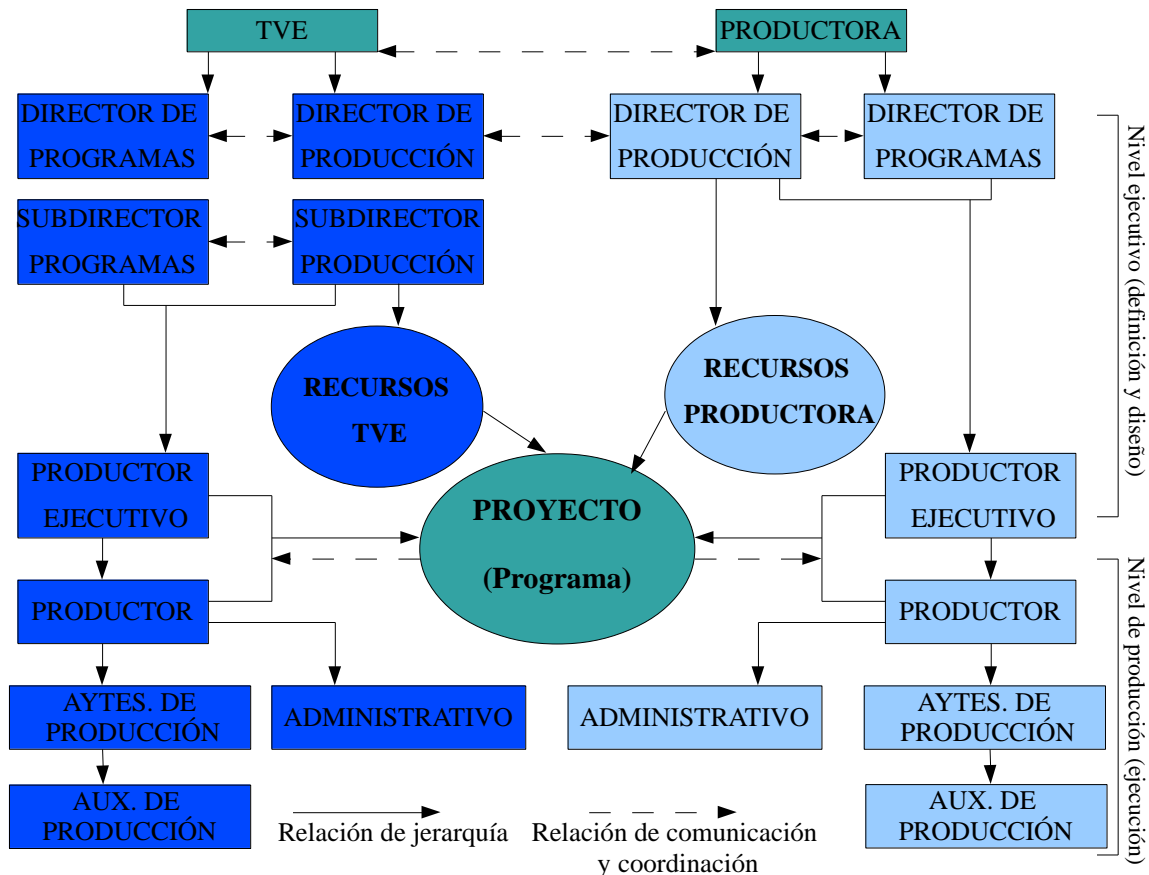 TVE
PRODUCTORA
DIRECTOR DE
PROGRAMAS
DIRECTOR DE
PRODUCCIÓN
DIRECTOR DE
PRODUCCIÓN
DIRECTOR DE
PROGRAMAS
SUBDIRECTOR
PROGRAMAS
SUBDIRECTOR
PRODUCCIÓN
RECURSOS
TVE
RECURSOS
PRODUCTORA
PRODUCTOR
EJECUTIVO
PROYECTO
(Programa)
PRODUCTOR
EJECUTIVO
PRODUCTOR
PRODUCTOR
AYTES. DE
PRODUCCIÓN
ADMINISTRATIVO
ADMINISTRATIVO
AYTES. DE
PRODUCCIÓN
AUX. DE
PRODUCCIÓN
AUX. DE
PRODUCCIÓN
Relación de jerarquía
Relación de comunicación
y coordinación
Nivel ejecutivo (definición y diseño)
Nivel de producción (ejecución)